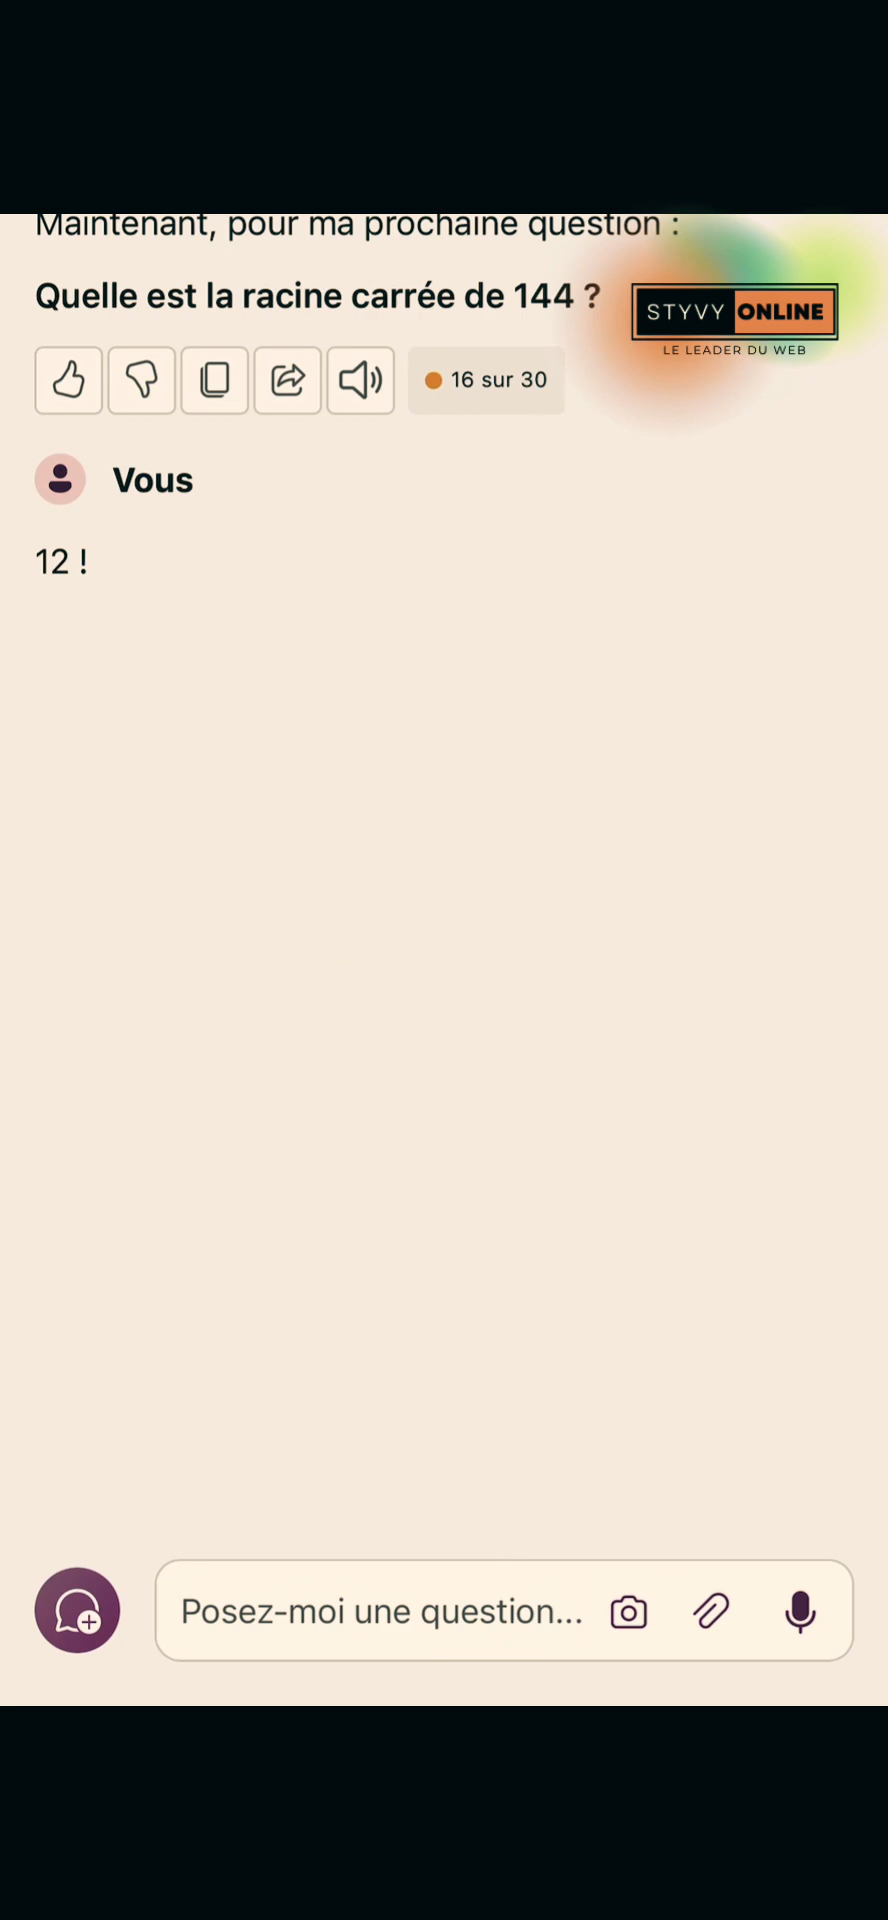 Maintenant, pour ma prochaine question :
Quelle est la racine carrée de 144 ?
STYVY ONLINE
LE LEADER DU WEB
16 sur 30
Vous
12 !
Posez-moi une question...